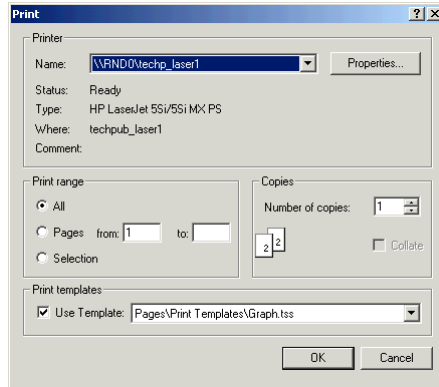 Print
Printer
Name: \\RND0\techp_laser1 Properties...
Status: Ready
Type: HP LaserJet 5Si/5Si MX PS
Where: techpub_laser1
Comment:
Print range
All
Pages from: 1 to:
Selection
Copies
Number of copies: 1
2 2
Collate
Print templates
Use Template: Pages\Print Templates\Graph.tss
OK Cancel